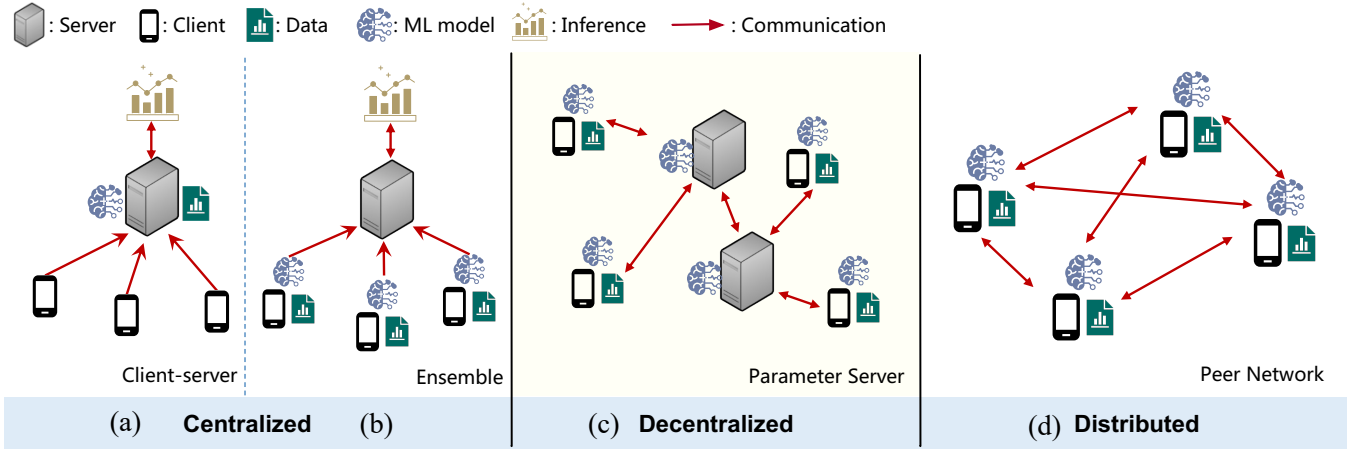 : Server : Client : Data : ML model : Inference : Communication
Client-server
Ensemble
Parameter Server
Peer Network
(a) Centralized (b)
(c) Decentralized
(d) Distributed